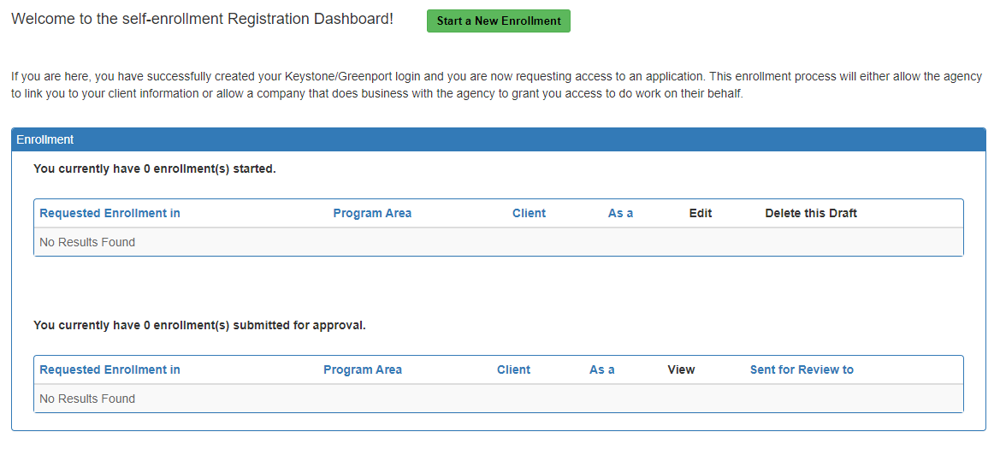 Welcome to the self-enrollment Registration Dashboard! Start a New Enrollment
If you are here, you have successfully created your Keystone/Greenport login and you are now requesting access to an application. This enrollment process will either allow the agency
to link you to your client information or allow a company that does business with the agency to grant you access to do work on their behalf.
Enrollment
You currently have 0 enrollment(s) started.
Requested Enrollment in Program Area Client As a Edit Delete this Draft
No Results Found
You currently have 0 enrollment(s) submitted for approval.
Requested Enrollment in Program Area Client As a View Sent for Review to
No Results Found